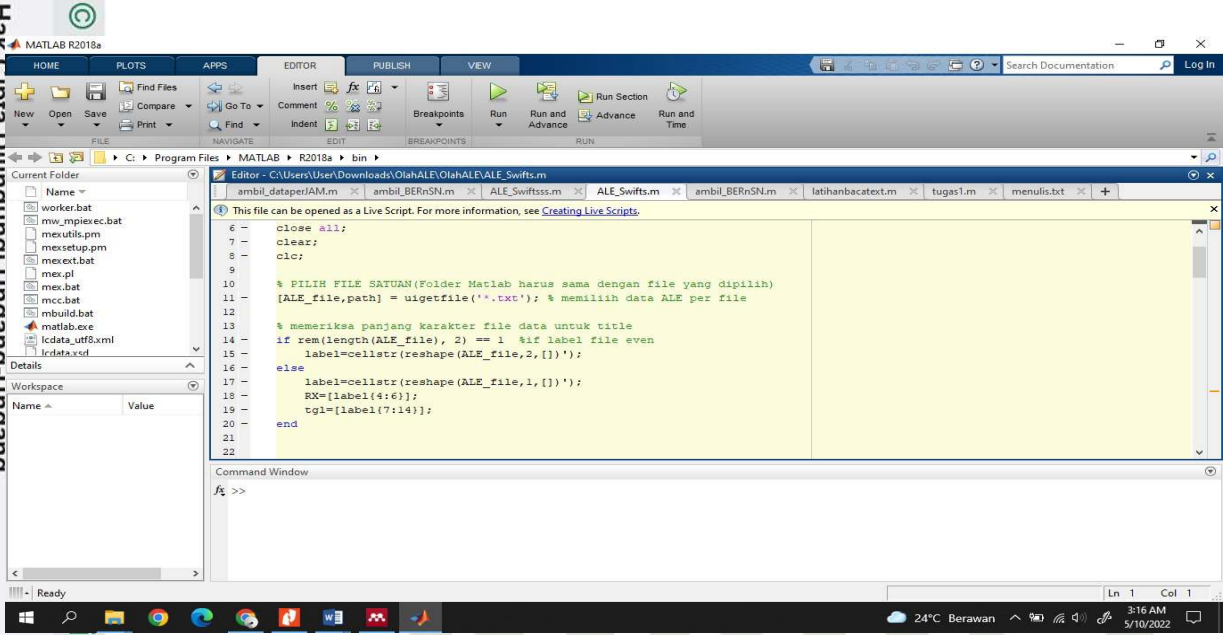 MATLAB R2018a
HOME PLOTS APPS EDITOR PUBLISH VIEW Search Documentation Log In
Find Files Insert fx
New Open Save Compare Go To Comment Breakpoints Run Run and Advance Run Section Advance Run and Time
Print Find Indent
FILE NAVIGATE EDIT BREAKPOINTS RUN
C: Program Files MATLAB R2018a bin
Current Folder
Name
worker.bat
mw_mpiexec.bat
mexutils.pm
mexsetup.pm
mexext.bat
mex.pl
mex.bat
mcc.bat
mbuild.bat
matlab.exe
lcdata_utf8.xml
lcdata.xsd
Details
Workspace
Name Value
Editor - C:\Users\User\Downloads\OlahALE\OlahALE\ALE_Swifts.m
ambil_dataperJAM.m ambil_BERnSN.m ALE_Swiftsss.m ALE_Swifts.m ambil_BERnSN.m latihanbacatext.m tugas1.m menulis.txt +
This file can be opened as a Live Script. For more information, see Creating Live Scripts.
6 - close all;
7 - clear;
8 - clc;
9
10 % PILIH FILE SATUAN(Folder Matlab harus sama dengan file yang dipilih)
11 - [ALE_file,path] = uigetfile('*.txt'); % memiliih data ALE per file
12
13 % memeriksa panjang karakter file data untuk title
14 - if rem(length(ALE_file), 2) == 1 %if label file even
15 - label=cellstr(reshape(ALE_file,2,[])');
16 - else
17 - label=cellstr(reshape(ALE_file,1,[])');
18 - RX=[label{4:6}];
19 - tgl=[label{7:14}];
20 - end
21
22
Command Window
fx >>
Ready Ln 1 Col 1
24°C Berawan 3:16 AM
5/10/2022